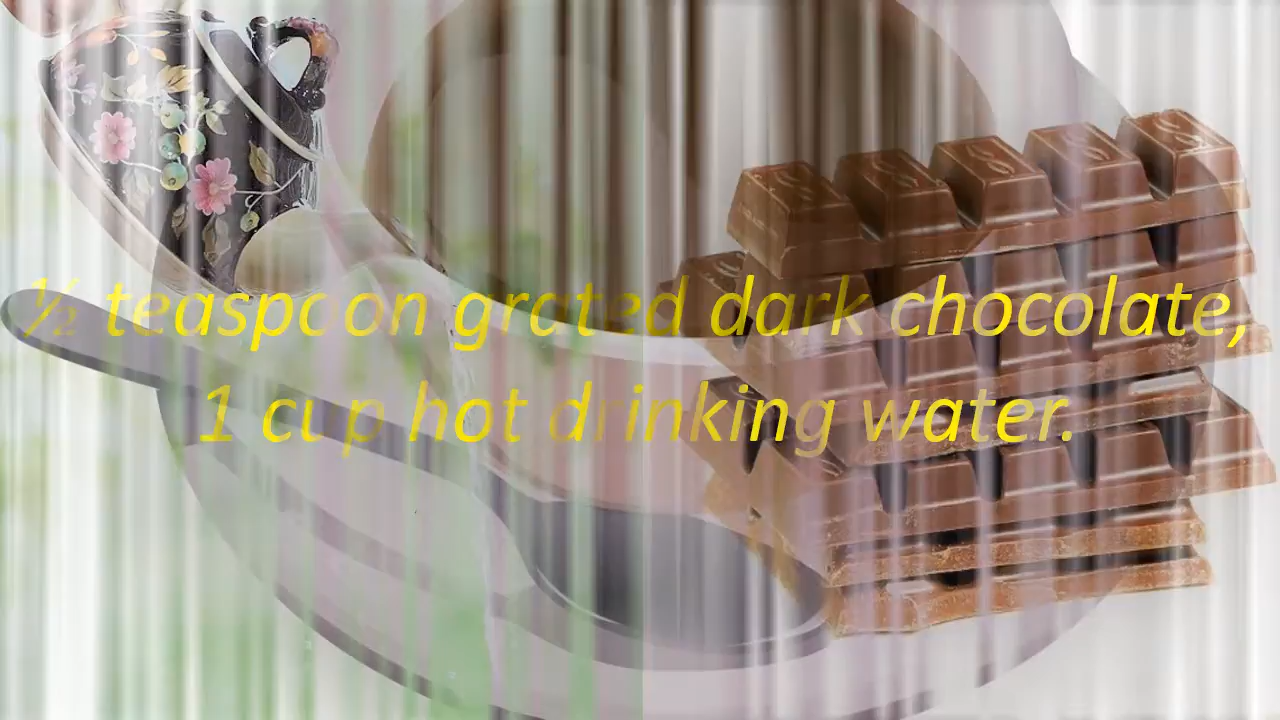 ½ teaspoon grated dark chocolate,
1 cup hot drinking water.